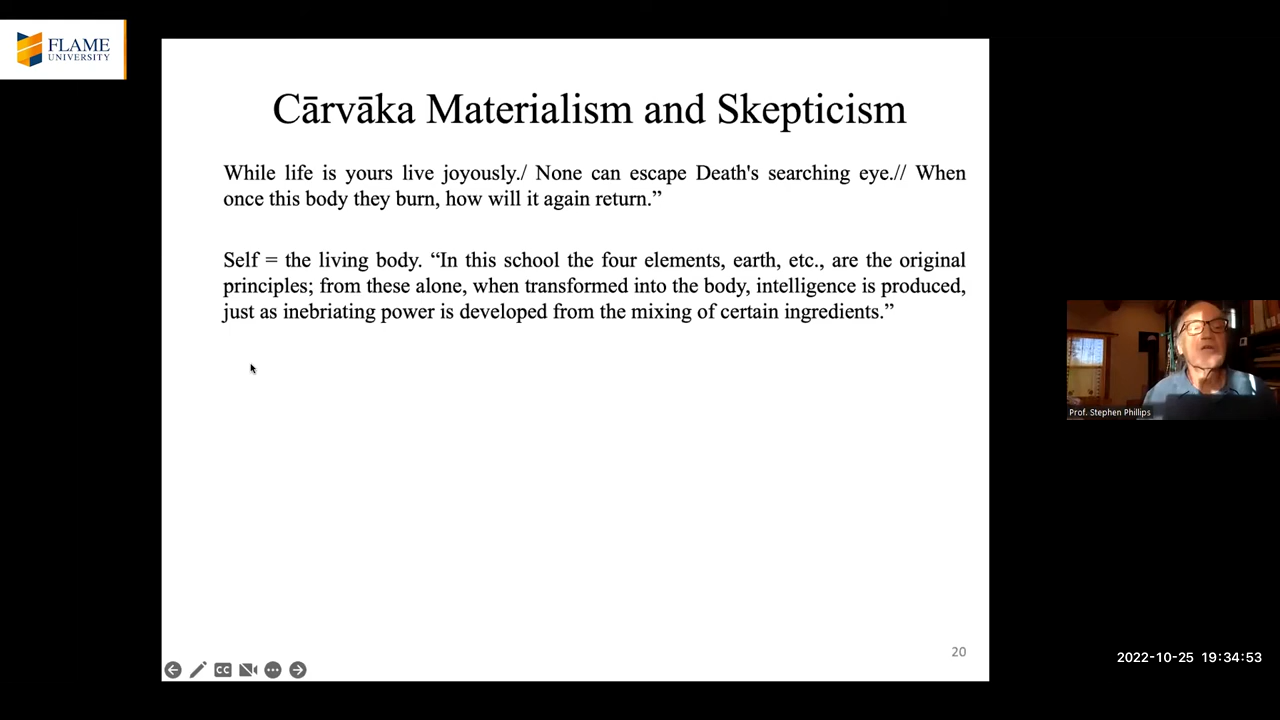 FLAME
UNIVERSITY
Cārvāka Materialism and Skepticism
While life is yours live joyously./ None can escape Death's searching eye.// When
once this body they burn, how will it again return.”
Self = the living body. “In this school the four elements, earth, etc., are the original
principles; from these alone, when transformed into the body, intelligence is produced,
just as inebriating power is developed from the mixing of certain ingredients.”
Prof. Stephen Phillips
20
2022-10-25 19:34:53
CC